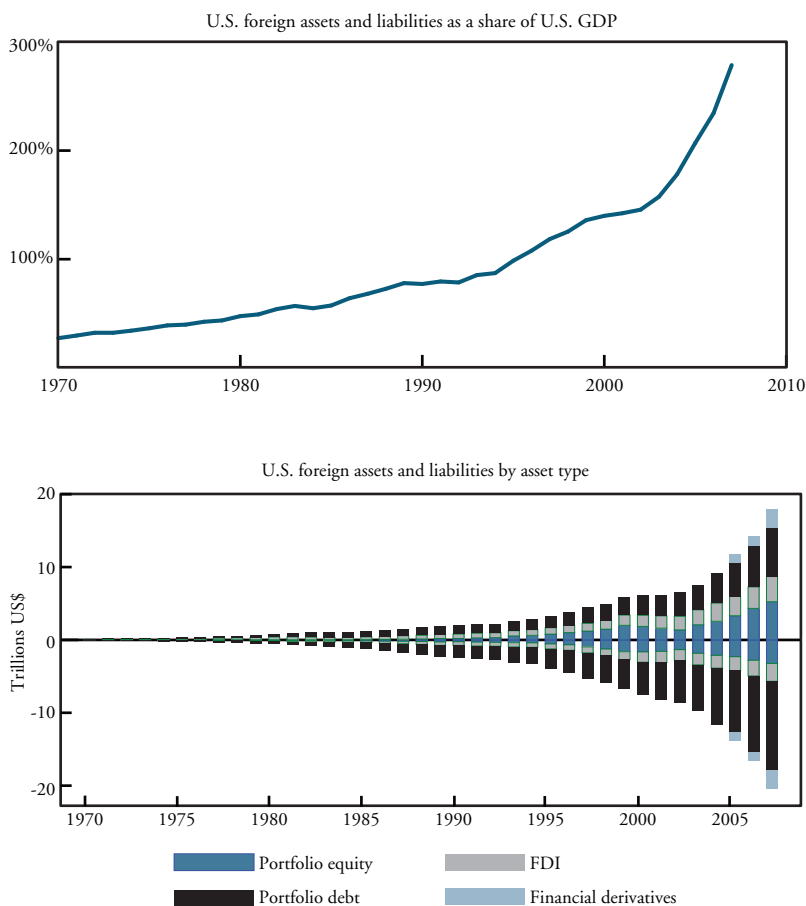 U.S. foreign assets and liabilities as a share of U.S. GDP
300%
200%
100%
1970 1980 1990 2000 2010
U.S. foreign assets and liabilities by asset type
Trillions US$
20
10
0
-10
-20
1970 1975 1980 1985 1990 1995 2000 2005
Portfolio equity FDI
Portfolio debt Financial derivatives